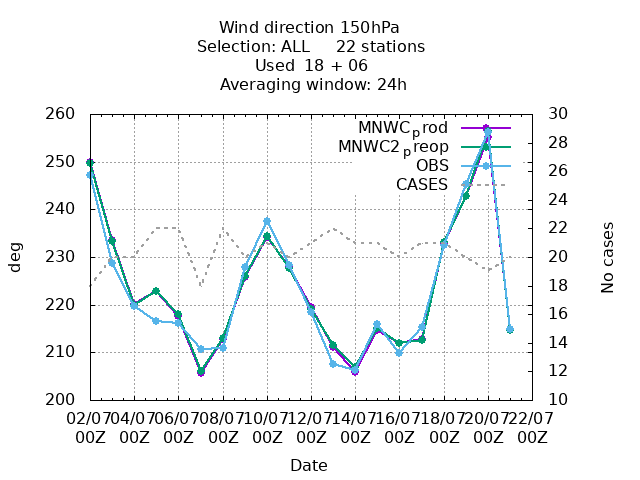 Wind direction 150hPa
Selection: ALL 22 stations
Used 18 + 06
Averaging window: 24h
260 30
MNWCprod
28
MNWC2preop
250 26
OBS
CASES
24
240
22
230 20
18
220
16
14
210
12
200 10
deg
No cases
02/07 04/07 06/07 08/07 10/07 12/07 14/07 16/07 18/07 20/07 22/07
00Z 00Z 00Z 00Z 00Z 00Z 00Z 00Z 00Z 00Z 00Z
Date